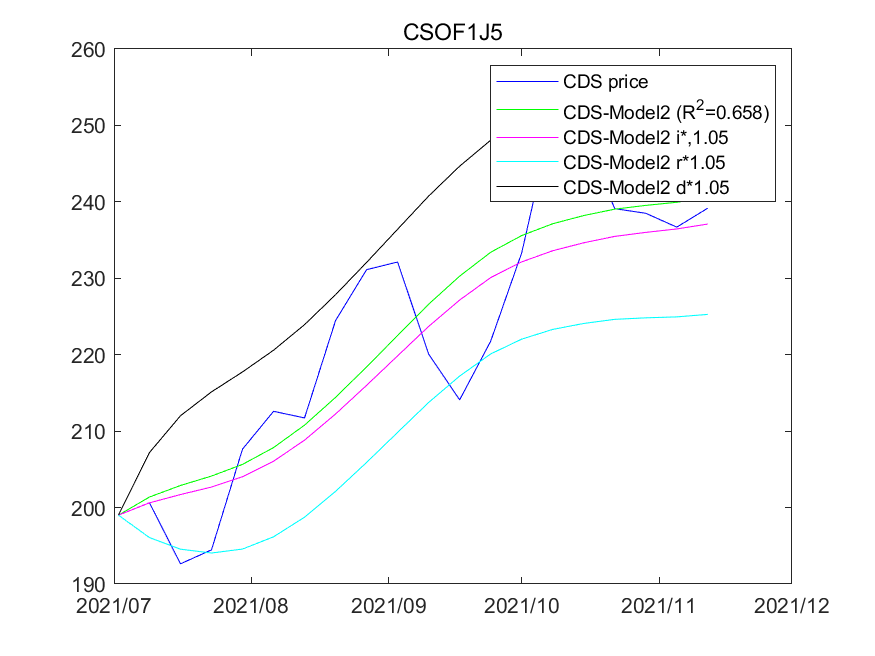 CSOF1J5
260
250
240
230
220
210
200
190
CDS price
CDS-Model2 (R²=0.658)
CDS-Model2 i*,1.05
CDS-Model2 r*1.05
CDS-Model2 d*1.05
2021/07 2021/08 2021/09 2021/10 2021/11 2021/12